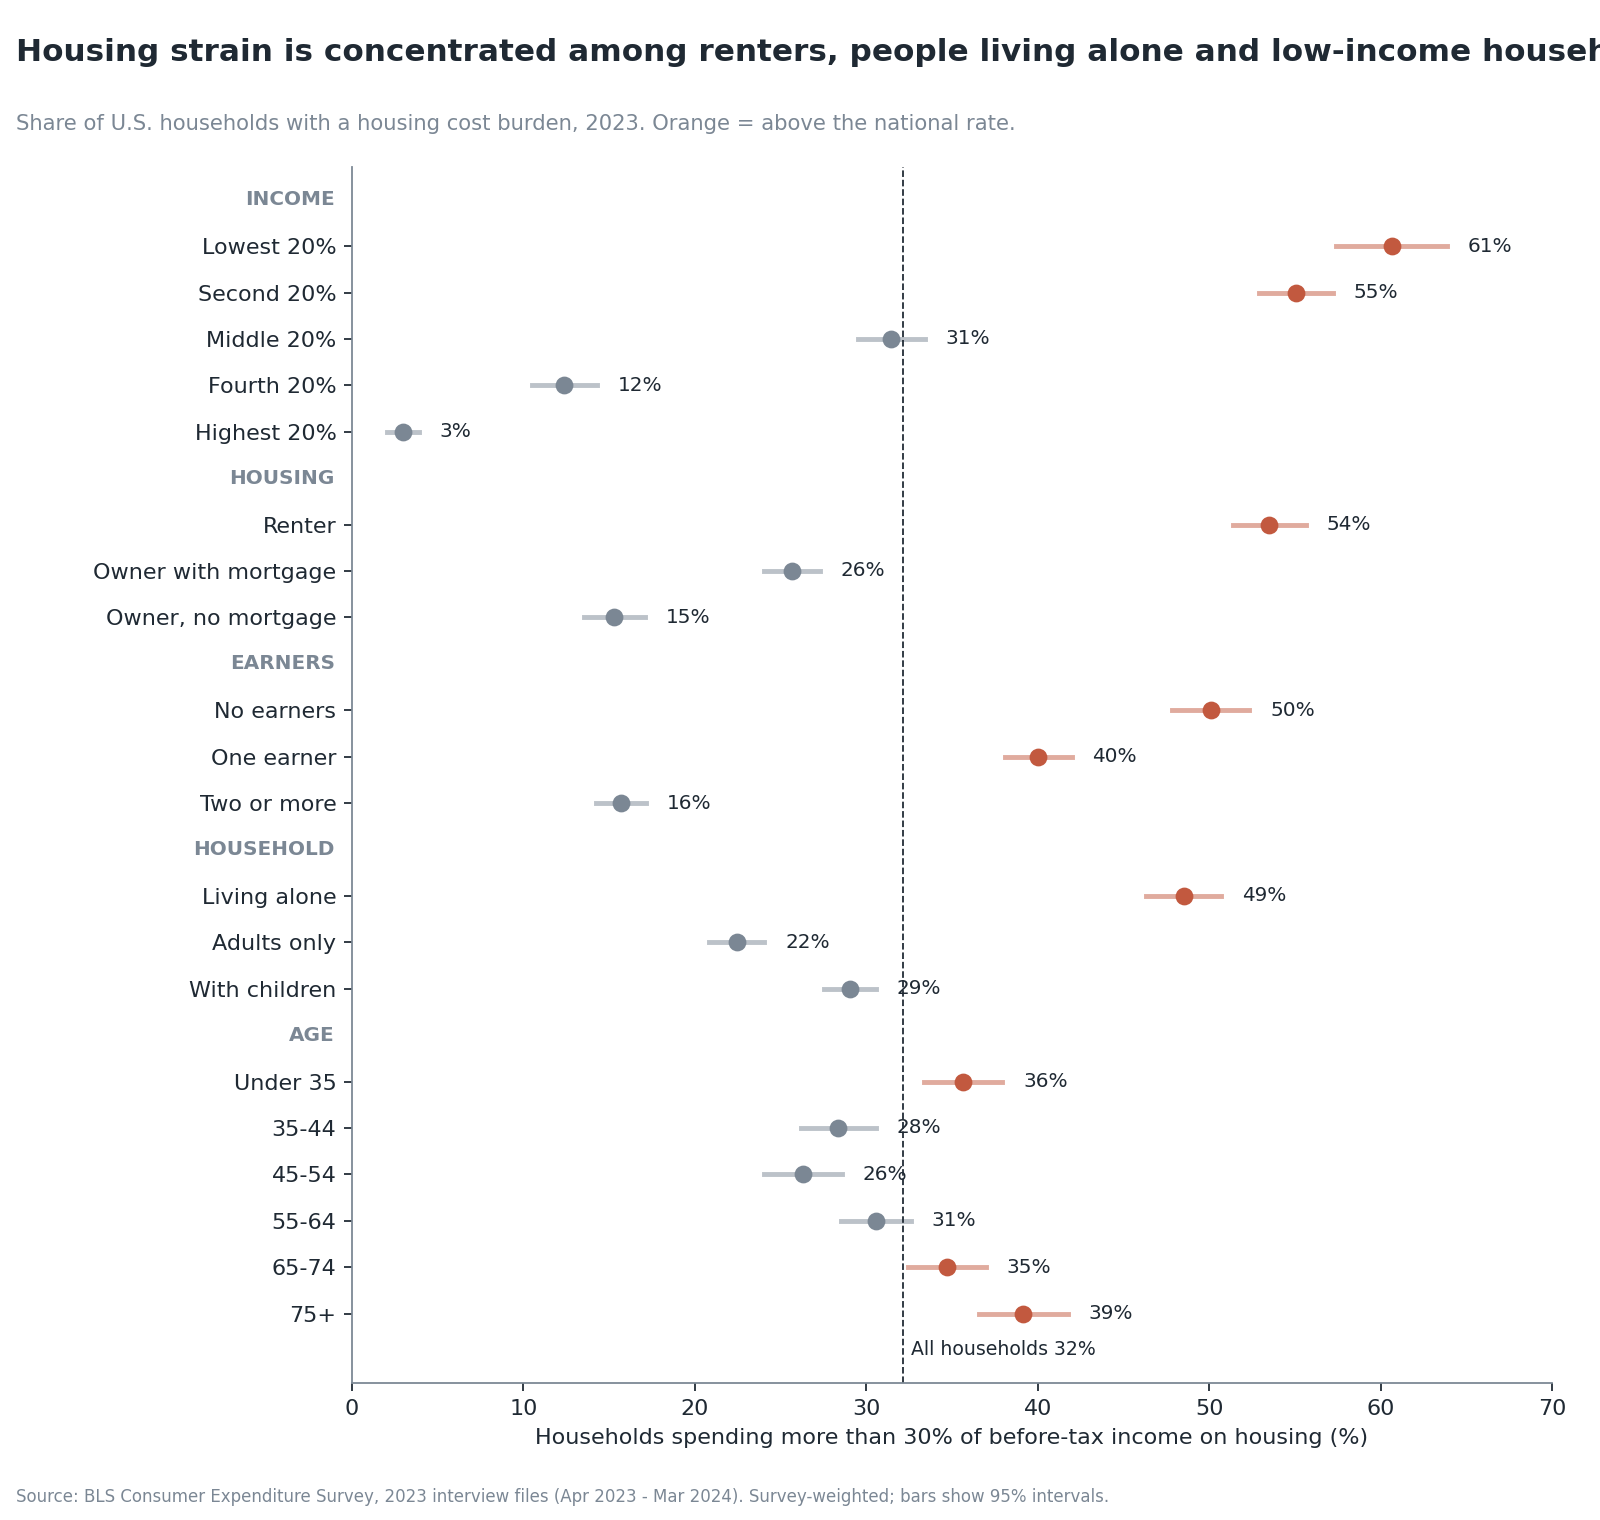 Housing strain is concentrated among renters, people living alone and low-income
Share of U.S. households with a housing cost burden, 2023. Orange = above the national rate.
INCOME
Lowest 20% 61%
Second 20% 55%
Middle 20% 31%
Fourth 20% 12%
Highest 20% 3%
HOUSING
Renter 54%
Owner with mortgage 26%
Owner, no mortgage 15%
EARNERS
No earners 50%
One earner 40%
Two or more 16%
HOUSEHOLD
Living alone 49%
Adults only 22%
With children 29%
AGE
Under 35 36%
35-44 28%
45-54 26%
55-64 31%
65-74 35%
75+ 39%
All households 32%
0 10 20 30 40 50 60 70
Households spending more than 30% of before-tax income on housing (%)
Source: BLS Consumer Expenditure Survey, 2023 interview files (Apr 2023 - Mar 2024). Survey-weighted; bars show 95% intervals.